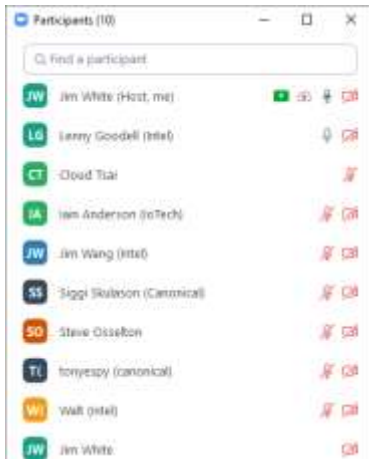 Participants (10)
Find a participant
JW Jim White (Host, me)
LG Lenny Goodell (Intel)
CT Cloud Tsai
IA Iain Anderson (IoTech)
JW Jim Wang (Intel)
SS Siggi Skulason (Canonical)
SO Steve Osselton
T( tonyespy (canonical)
W( Walt (Intel)
JW Jim White